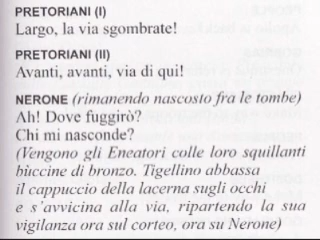 PRETORIANI (I)
Largo, la via sgombrate!
PRETORIANI (II)
Avanti, avanti, via di qui!
NERONE (rimanendo nascosto fra le tombe)
Ah! Dove fuggirò?
Chi mi nasconde?
(Vengono gli Eneatori colle loro squillanti
bùccine di bronzo. Tigellino abbassa
il cappuccio della lacerna sugli occhi
e s'avvicina alla via, ripartendo la sua
vigilanza ora sul corteo, ora su Nerone)